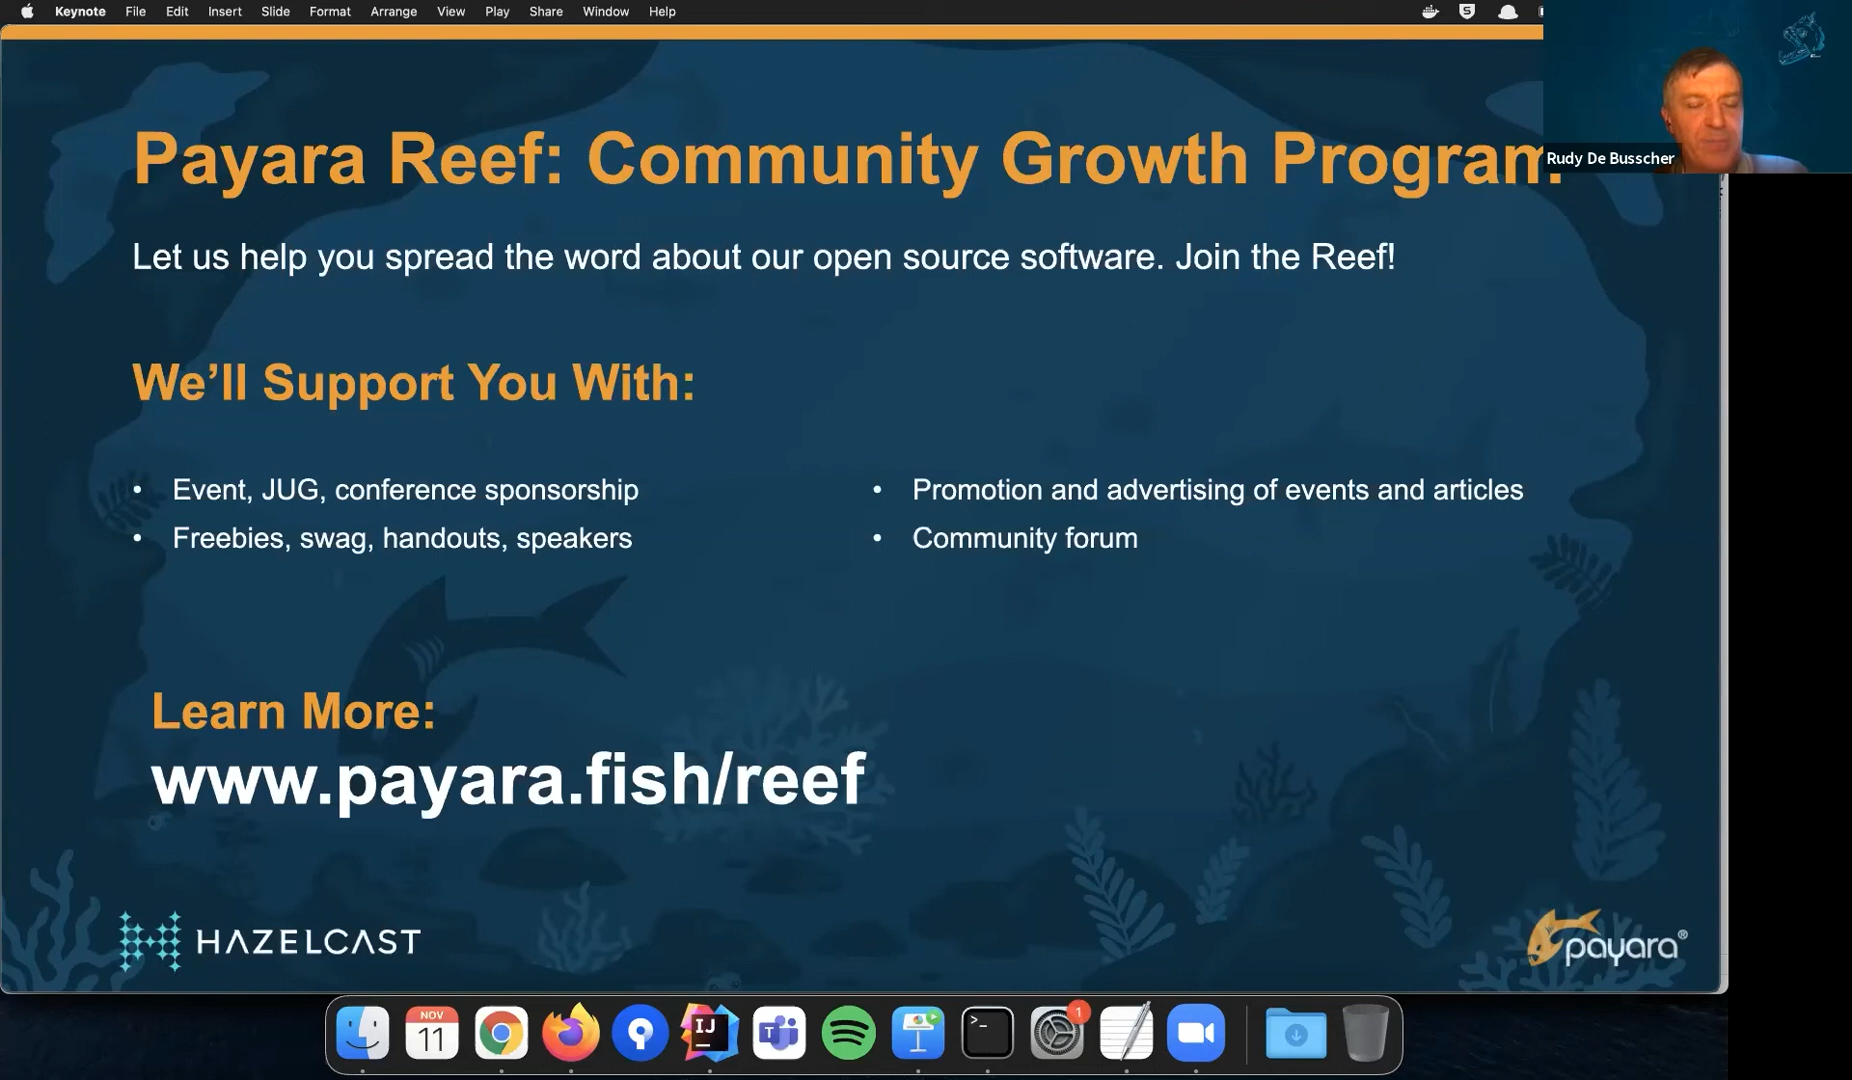 Keynote File Edit Insert Slide Format Arrange View Play Share Window Help
Payara Reef: Community Growth Program
Rudy De Busscher
Let us help you spread the word about our open source software. Join the Reef!
We’ll Support You With:
• Event, JUG, conference sponsorship
• Freebies, swag, handouts, speakers
• Promotion and advertising of events and articles
• Community forum
Learn More:
www.payara.fish/reef
HAZELCAST
payara®
NOV
11
IJ
T
>_
1